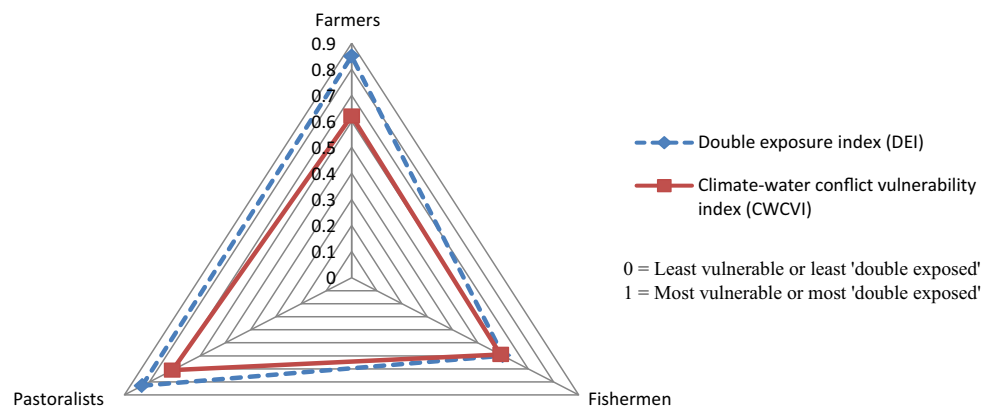 Farmers
0.9
0.8
0.7
0.6
0.5
0.4
0.3
0.2
0.1
0
Pastoralists
Fishermen
Double exposure index (DEI)
Climate-water conflict vulnerability
index (CWCVI)
0 = Least vulnerable or least 'double exposed'
1 = Most vulnerable or most 'double exposed'